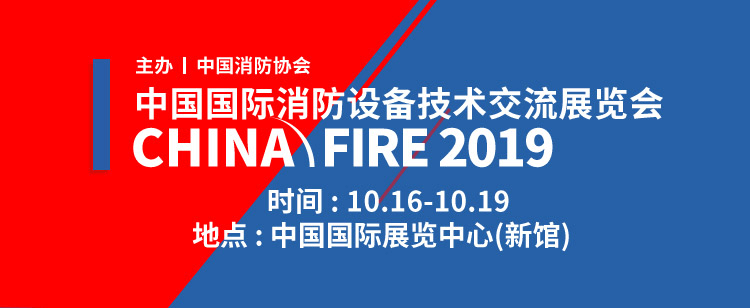 主办丨中国消防协会
中国国际消防设备技术交流展览会
CHINA FIRE 2019
时间 : 10.16-10.19
地点 : 中国国际展览中心(新馆)